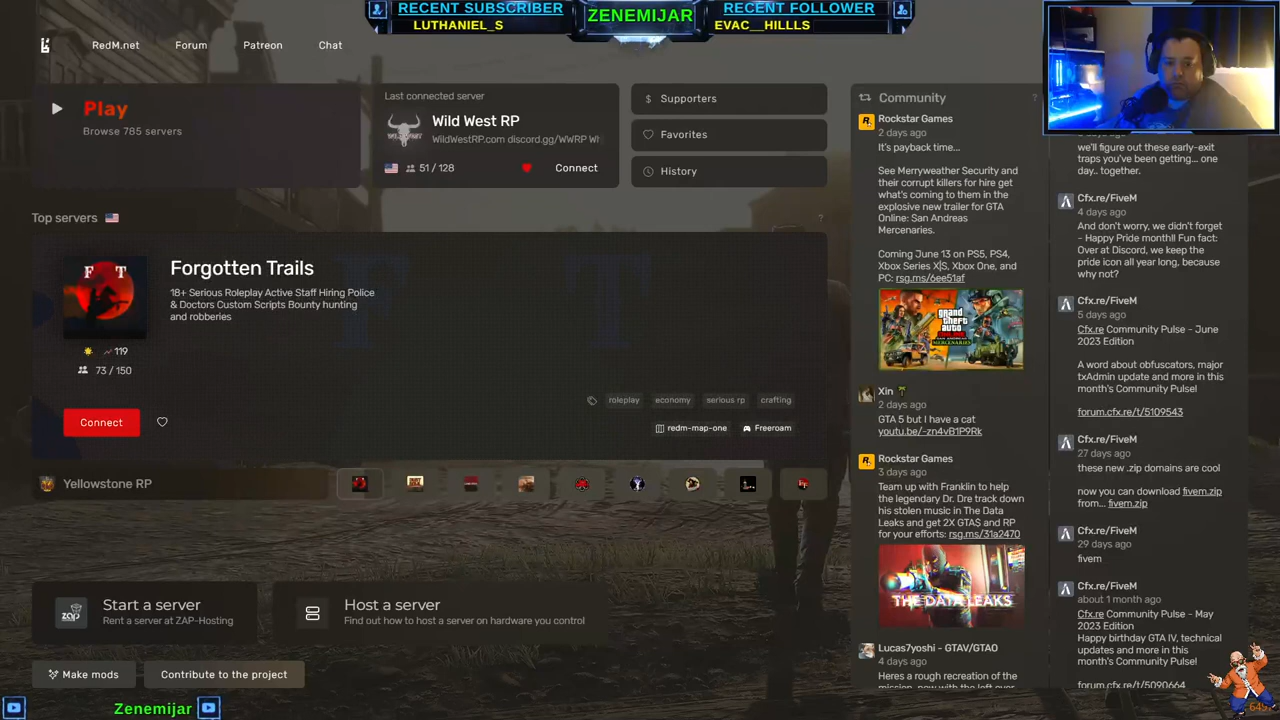 RECENT SUBSCRIBER
LUTHANIEL_S
ZENEMIJAR
RECENT FOLLOWER
EVAC__HILLLS
RedM.net
Forum
Patreon
Chat
Play
Browse 785 servers
Last connected server
Wild West RP
WildWestRP.com discord.gg/WWRP
51 / 128
Connect
Supporters
Favorites
History
Top servers
?
Forgotten Trails
18+ Serious Roleplay Active Staff Hiring Police
& Doctors Custom Scripts Bounty hunting
and robberies
F T
119
73 / 150
Connect
roleplay
economy
serious rp
crafting
redm-map-one
Freeroam
Yellowstone RP
Start a server
Rent a server at ZAP-Hosting
Host a server
Find out how to host a server on hardware you control
Make mods
Contribute to the project
Zenemijar
Community
?
Rockstar Games
2 days ago
It's payback time...
See Merryweather Security and
their corrupt killers for hire get
what's coming to them in the
explosive new trailer for GTA
Online: San Andreas
Mercenaries.
Coming June 13 on PS5, PS4,
Xbox Series X|S, Xbox One, and
PC: rsg.ms/6ee51af
grand theft auto
MERCENARIES
Xin
2 days ago
GTA 5 but I have a cat
youtu.be/-zn4vB1P9Rk
Rockstar Games
3 days ago
Team up with Franklin to help
the legendary Dr. Dre track down
his stolen music in The Data
Leaks and get 2X GTA$ and RP
for your efforts: rsg.ms/31a2470
THE DATA LEAKS
Lucas7yoshi - GTAV/GTAO
4 days ago
Heres a rough recreation of the
we'll figure out these early-exit
traps you've been getting... one
day.. together.
Cfx.re/FiveM
4 days ago
And don't worry, we didn't forget
- Happy Pride month!! Fun fact:
Over at Discord, we keep the
pride icon all year long, because
why not?
Cfx.re/FiveM
5 days ago
Cfx.re Community Pulse - June
2023 Edition
A word about obfuscators, major
txAdmin update and more in this
month's Community Pulse!
forum.cfx.re/t/5109543
Cfx.re/FiveM
27 days ago
these new .zip domains are cool
now you can download fivem.zip
from... fivem.zip
Cfx.re/FiveM
29 days ago
fivem
Cfx.re/FiveM
about 1 month ago
Cfx.re Community Pulse - May
2023 Edition
Happy birthday GTA IV, technical
updates and more in this
month's Community Pulse!
forum.cfx.re/t/5090664